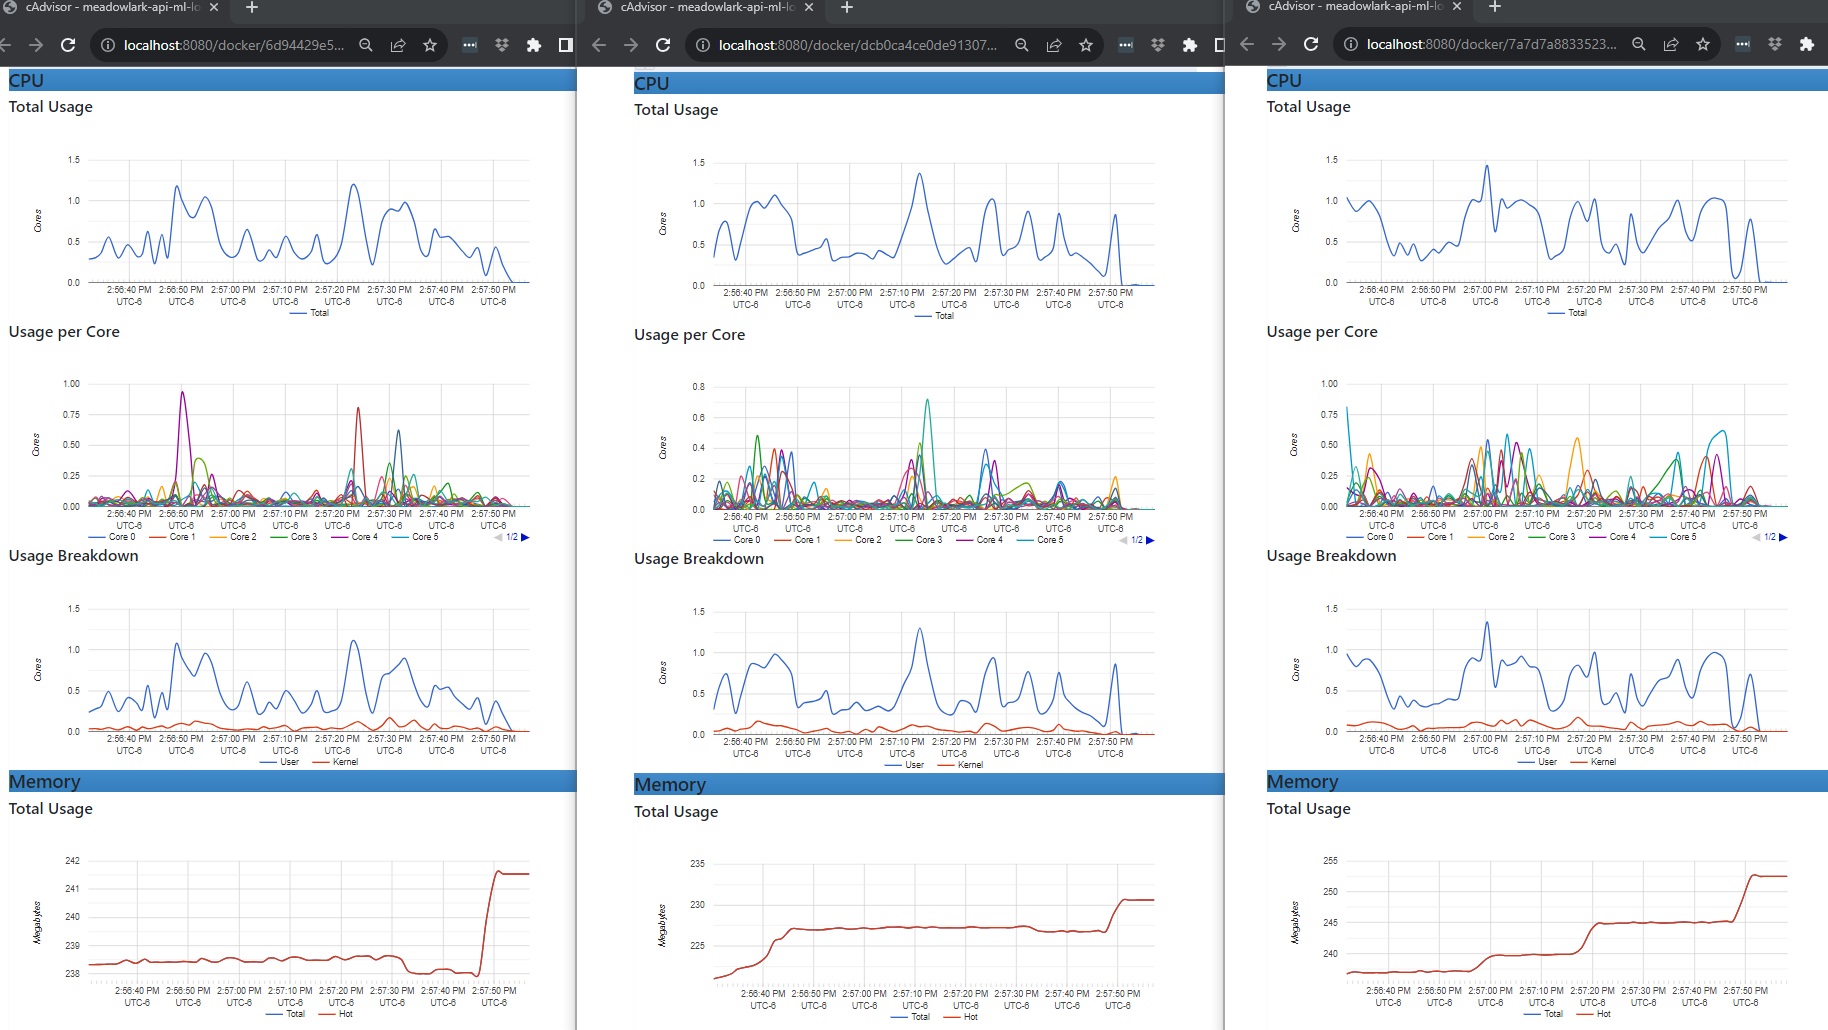 cAdvisor - meadowlark-api-ml-lo
localhost:8080/docker/6d94429e5...
CPU
Total Usage
Cores
1.5
1.0
0.5
0.0
2:56:40 PM 2:56:50 PM 2:57:00 PM 2:57:10 PM 2:57:20 PM 2:57:30 PM 2:57:40 PM 2:57:50 PM
UTC-6 UTC-6 UTC-6 UTC-6 UTC-6 UTC-6 UTC-6 UTC-6
Total
Usage per Core
Cores
1.00
0.75
0.50
0.25
0.00
2:56:40 PM 2:56:50 PM 2:57:00 PM 2:57:10 PM 2:57:20 PM 2:57:30 PM 2:57:40 PM 2:57:50 PM
UTC-6 UTC-6 UTC-6 UTC-6 UTC-6 UTC-6 UTC-6 UTC-6
Core 0 Core 1 Core 2 Core 3 Core 4 Core 5 1/2
Usage Breakdown
Cores
1.5
1.0
0.5
0.0
2:56:40 PM 2:56:50 PM 2:57:00 PM 2:57:10 PM 2:57:20 PM 2:57:30 PM 2:57:40 PM 2:57:50 PM
UTC-6 UTC-6 UTC-6 UTC-6 UTC-6 UTC-6 UTC-6 UTC-6
User Kernel
Memory
Total Usage
Megabytes
242
241
240
239
238
2:56:40 PM 2:56:50 PM 2:57:00 PM 2:57:10 PM 2:57:20 PM 2:57:30 PM 2:57:40 PM 2:57:50 PM
UTC-6 UTC-6 UTC-6 UTC-6 UTC-6 UTC-6 UTC-6 UTC-6
Total Hot
cAdvisor - meadowlark-api-ml-lo
localhost:8080/docker/dcb0ca4ce0de91307...
CPU
Total Usage
Cores
1.5
1.0
0.5
0.0
2:56:40 PM 2:56:50 PM 2:57:00 PM 2:57:10 PM 2:57:20 PM 2:57:30 PM 2:57:40 PM 2:57:50 PM
UTC-6 UTC-6 UTC-6 UTC-6 UTC-6 UTC-6 UTC-6 UTC-6
Total
Usage per Core
Cores
0.8
0.6
0.4
0.2
0.0
2:56:40 PM 2:56:50 PM 2:57:00 PM 2:57:10 PM 2:57:20 PM 2:57:30 PM 2:57:40 PM 2:57:50 PM
UTC-6 UTC-6 UTC-6 UTC-6 UTC-6 UTC-6 UTC-6 UTC-6
Core 0 Core 1 Core 2 Core 3 Core 4 Core 5 1/2
Usage Breakdown
Cores
1.5
1.0
0.5
0.0
2:56:40 PM 2:56:50 PM 2:57:00 PM 2:57:10 PM 2:57:20 PM 2:57:30 PM 2:57:40 PM 2:57:50 PM
UTC-6 UTC-6 UTC-6 UTC-6 UTC-6 UTC-6 UTC-6 UTC-6
User Kernel
Memory
Total Usage
Megabytes
235
230
225
2:56:40 PM 2:56:50 PM 2:57:00 PM 2:57:10 PM 2:57:20 PM 2:57:30 PM 2:57:40 PM 2:57:50 PM
UTC-6 UTC-6 UTC-6 UTC-6 UTC-6 UTC-6 UTC-6 UTC-6
Total Hot
cAdvisor - meadowlark-api-ml-lo
localhost:8080/docker/7a7d7a8833523...
CPU
Total Usage
Cores
1.5
1.0
0.5
0.0
2:56:40 PM 2:56:50 PM 2:57:00 PM 2:57:10 PM 2:57:20 PM 2:57:30 PM 2:57:40 PM 2:57:50 PM
UTC-6 UTC-6 UTC-6 UTC-6 UTC-6 UTC-6 UTC-6 UTC-6
Total
Usage per Core
Cores
1.00
0.75
0.50
0.25
0.00
2:56:40 PM 2:56:50 PM 2:57:00 PM 2:57:10 PM 2:57:20 PM 2:57:30 PM 2:57:40 PM 2:57:50 PM
UTC-6 UTC-6 UTC-6 UTC-6 UTC-6 UTC-6 UTC-6 UTC-6
Core 0 Core 1 Core 2 Core 3 Core 4 Core 5 1/2
Usage Breakdown
Cores
1.5
1.0
0.5
0.0
2:56:40 PM 2:56:50 PM 2:57:00 PM 2:57:10 PM 2:57:20 PM 2:57:30 PM 2:57:40 PM 2:57:50 PM
UTC-6 UTC-6 UTC-6 UTC-6 UTC-6 UTC-6 UTC-6 UTC-6
User Kernel
Memory
Total Usage
Megabytes
255
250
245
240
2:56:40 PM 2:56:50 PM 2:57:00 PM 2:57:10 PM 2:57:20 PM 2:57:30 PM 2:57:40 PM 2:57:50 PM
UTC-6 UTC-6 UTC-6 UTC-6 UTC-6 UTC-6 UTC-6 UTC-6
Total Hot